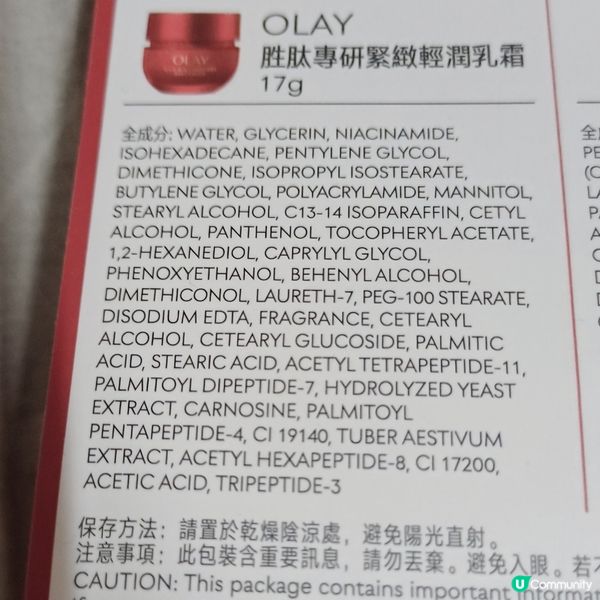 OLAY
OLAY
胜肽專研緊緻輕潤乳霜
17g
全成分: WATER, GLYCERIN, NIACINAMIDE,
ISOHEXADECANE, PENTYLENE GLYCOL,
DIMETHICONE, ISOPROPYL ISOSTEARATE,
BUTYLENE GLYCOL, POLYACRYLAMIDE, MANNITOL,
STEARYL ALCOHOL, C13-14 ISOPARAFFIN, CETYL
ALCOHOL, PANTHENOL, TOCOPHERYL ACETATE,
1,2-HEXANEDIOL, CAPRYLYL GLYCOL,
PHENOXYETHANOL, BEHENYL ALCOHOL,
DIMETHICONOL, LAURETH-7, PEG-100 STEARATE,
DISODIUM EDTA, FRAGRANCE, CETEARYL
ALCOHOL, CETEARYL GLUCOSIDE, PALMITIC
ACID, STEARIC ACID, ACETYL TETRAPEPTIDE-11,
PALMITOYL DIPEPTIDE-7, HYDROLYZED YEAST
EXTRACT, CARNOSINE, PALMITOYL
PENTAPEPTIDE-4, CI 19140, TUBER AESTIVUM
EXTRACT, ACETYL HEXAPEPTIDE-8, CI 17200,
ACETIC ACID, TRIPEPTIDE-3
保存方法：請置於乾燥陰涼處，避免陽光直射。
注意事項：此包裝含重要訊息，請勿丟棄。避免入眼。若
CAUTION: This package contains important
U Community